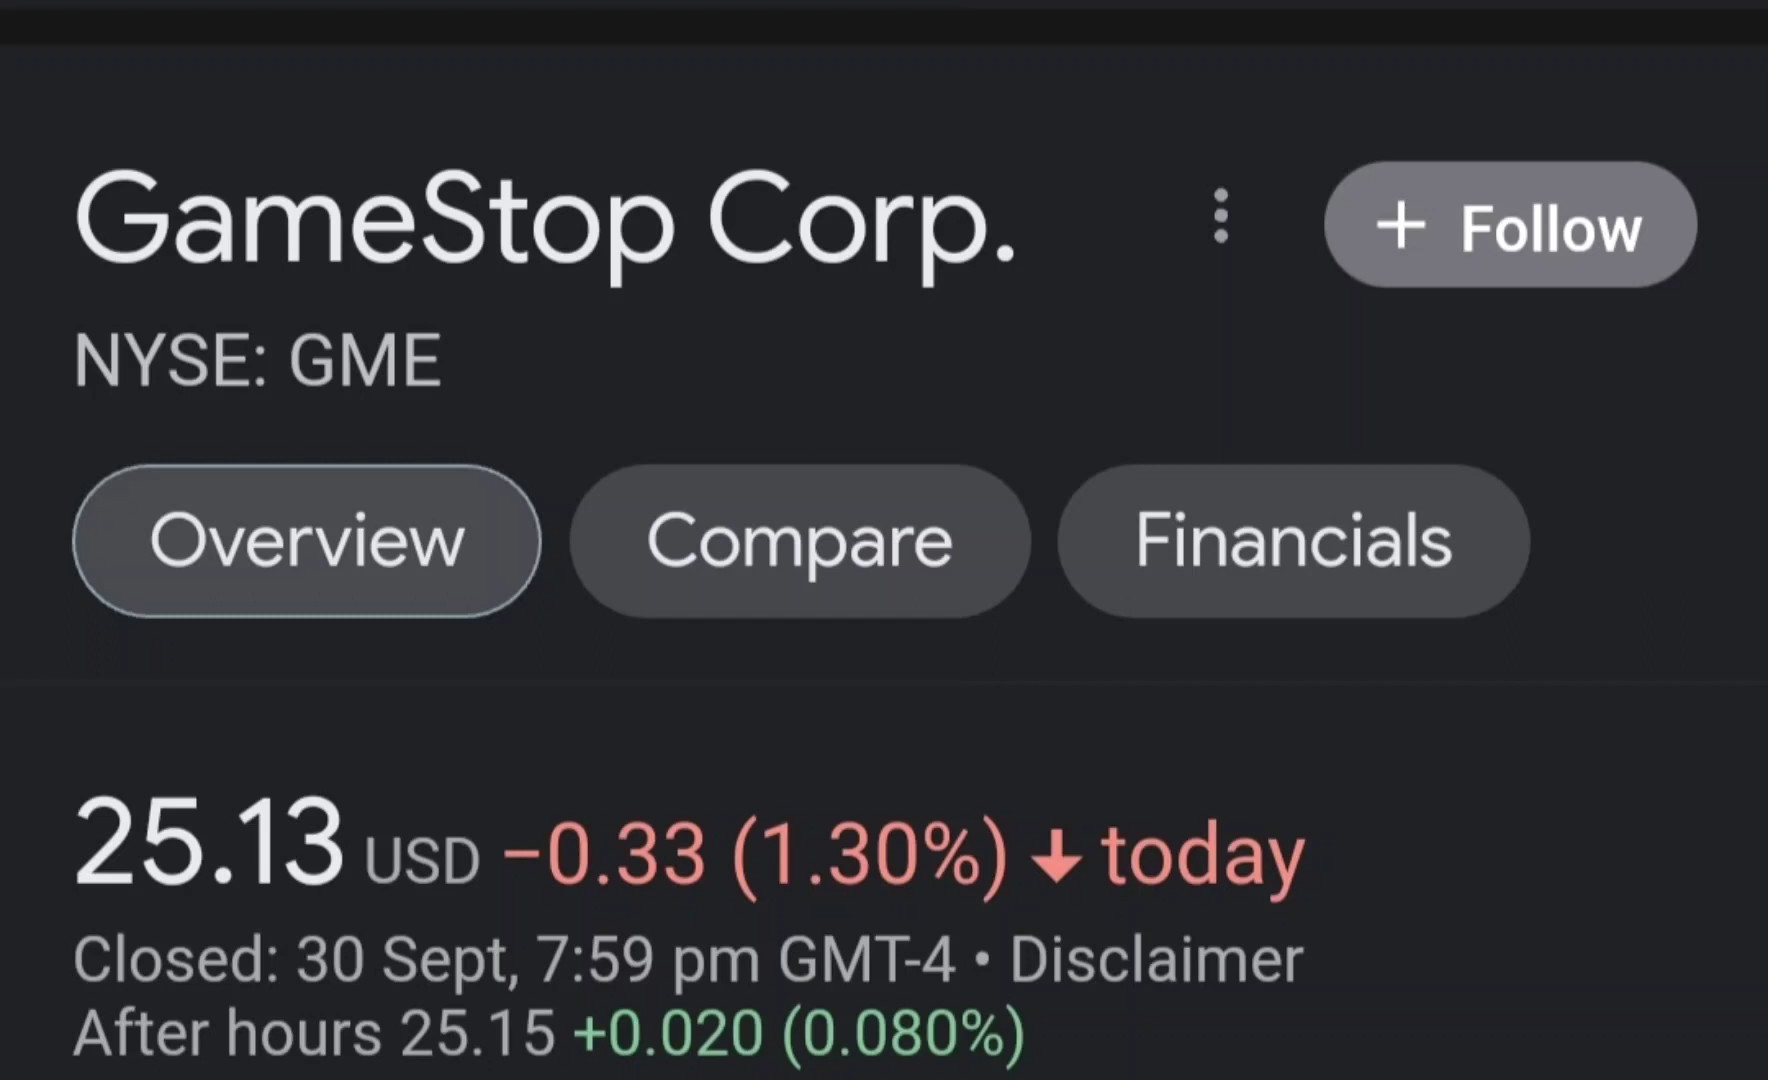 GameStop Corp.
+ Follow
NYSE: GME
Overview
Compare
Financials
25.13 USD −0.33 (1.30%) ↓ today
Closed: 30 Sept, 7:59 pm GMT-4 • Disclaimer
After hours 25.15 +0.020 (0.080%)